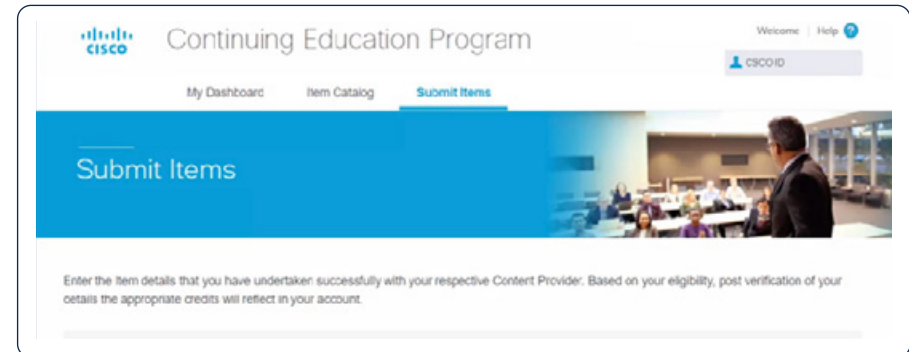 Welcome | Help ?
CISCO
Continuing Education Program
CSCOID
My Dashboard Item Catalog Submit Items
Submit Items
Enter the Item details that you have undertaken successfully with your respective Content Provider. Based on your eligibility, post verification of your
details the appropriate credits will reflect in your account.